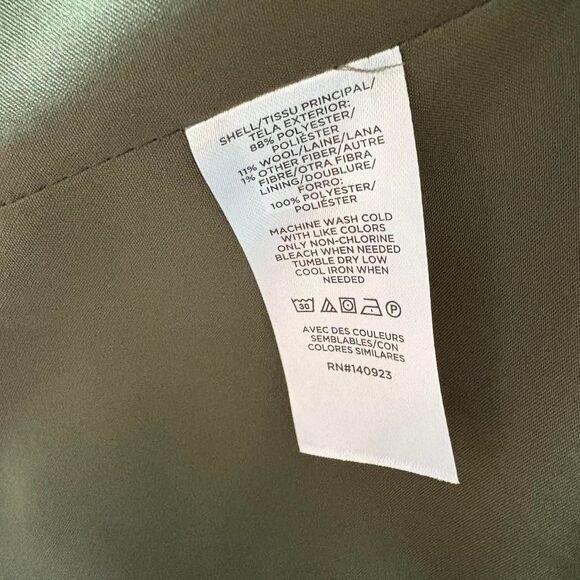 SHELL/TISSU PRINCIPAL/
TELA EXTERIOR:
88% POLYESTER/
POLIÉSTER
11% WOOL/LAINE/LANA
1% OTHER FIBER/AUTRE
FIBRE/OTRA FIBRA
LINING/DOUBLURE/
FORRO:
100% POLYESTER/
POLIÉSTER
MACHINE WASH COLD
WITH LIKE COLORS
ONLY NON-CHLORINE
BLEACH WHEN NEEDED
TUMBLE DRY LOW
COOL IRON WHEN
NEEDED
30 P
AVEC DES COULEURS
SEMBLABLES/CON
COLORES SIMILARES
RN#140923